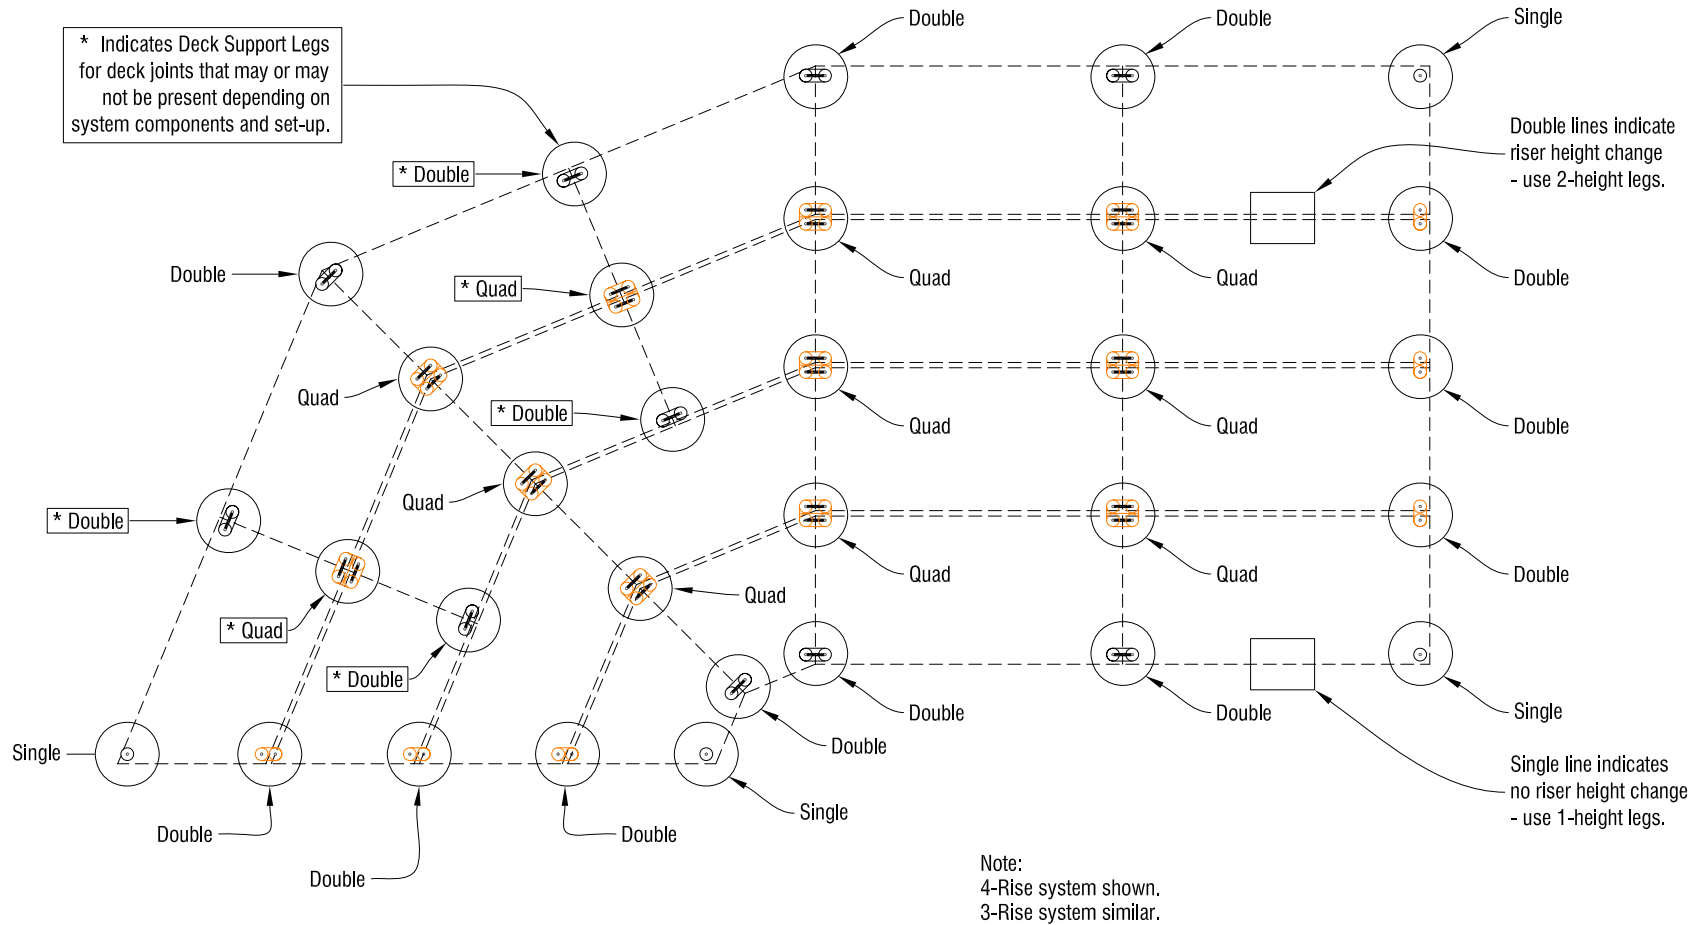 Double
Double
Single
* Indicates Deck Support Legs
for deck joints that may or may
not be present depending on
system components and set-up.
Double lines indicate
riser height change
- use 2-height legs.
* Double
Double
* Quad
Quad
Quad
Double
Quad
* Double
Quad
Quad
Double
Quad
* Double
Quad
Quad
Double
Quad
* Quad
* Double
Double
Double
Single
Double
Single
Single line indicates
no riser height change
- use 1-height legs.
Single
Double
Double
Double
Note:
4-Rise system shown.
3-Rise system similar.